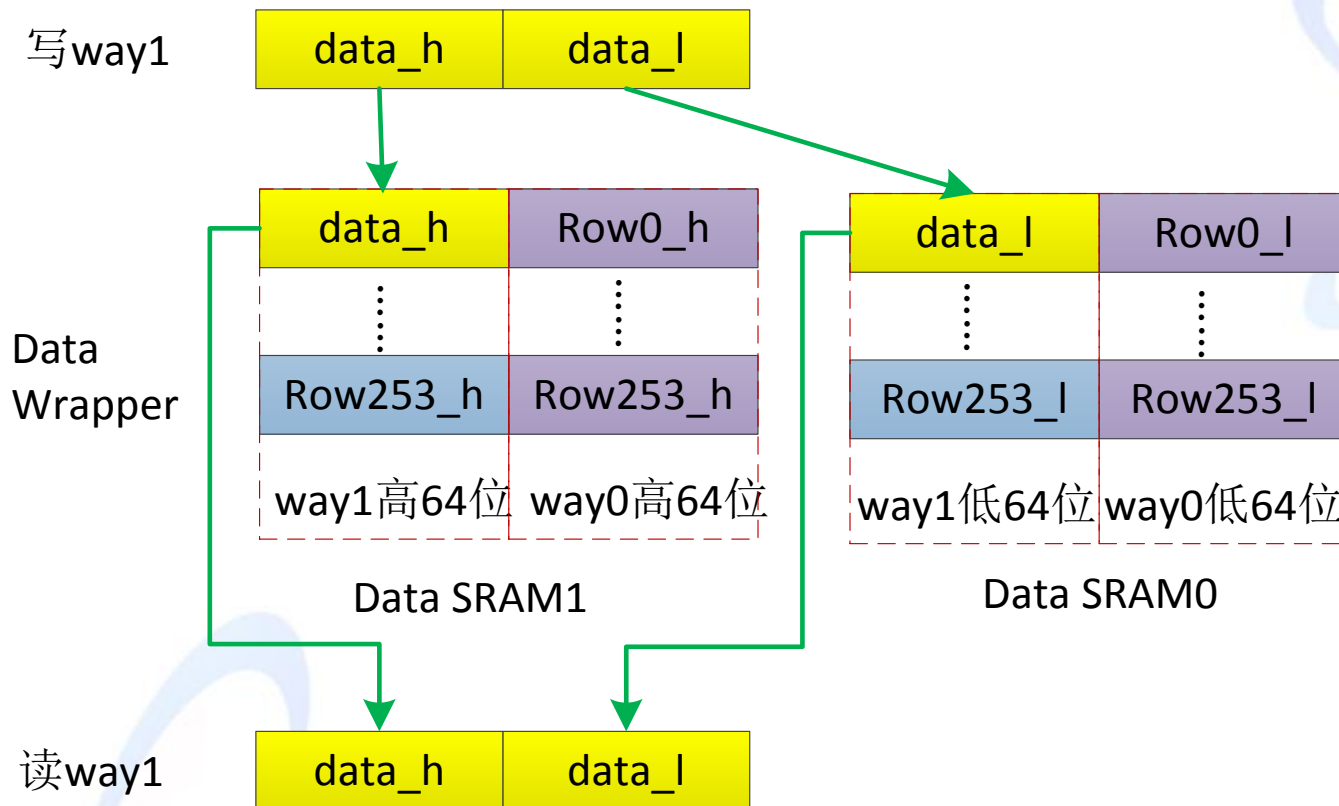 写way1
data_h data_l
data_h Row0_h data_l Row0_l
Data
Wrapper
Row253_h Row253_h Row253_l Row253_l
way1高64位 way0高64位 way1低64位 way0低64位
Data SRAM1 Data SRAM0
读way1
data_h data_l